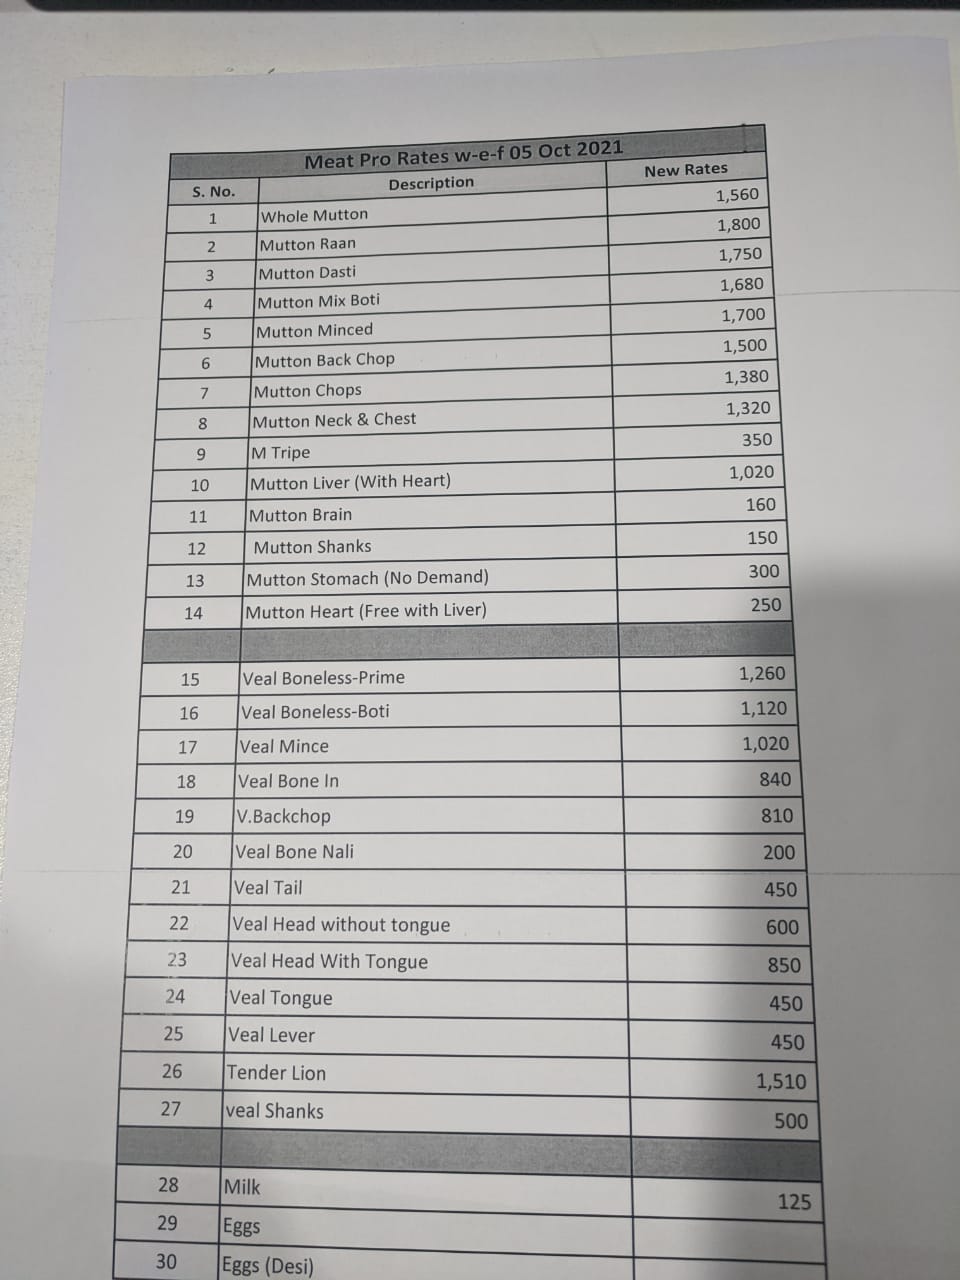 Meat Pro Rates w-e-f 05 Oct 2021
S. No. Description New Rates
1 Whole Mutton 1,560
2 Mutton Raan 1,800
3 Mutton Dasti 1,750
4 Mutton Mix Boti 1,680
5 Mutton Minced 1,700
6 Mutton Back Chop 1,500
7 Mutton Chops 1,380
8 Mutton Neck & Chest 1,320
9 M Tripe 350
10 Mutton Liver (With Heart) 1,020
11 Mutton Brain 160
12 Mutton Shanks 150
13 Mutton Stomach (No Demand) 300
14 Mutton Heart (Free with Liver) 250
15 Veal Boneless-Prime 1,260
16 Veal Boneless-Boti 1,120
17 Veal Mince 1,020
18 Veal Bone In 840
19 V.Backchop 810
20 Veal Bone Nali 200
21 Veal Tail 450
22 Veal Head without tongue 600
23 Veal Head With Tongue 850
24 Veal Tongue 450
25 Veal Lever 450
26 Tender Lion 1,510
27 veal Shanks 500
28 Milk 125
29 Eggs
30 Eggs (Desi)